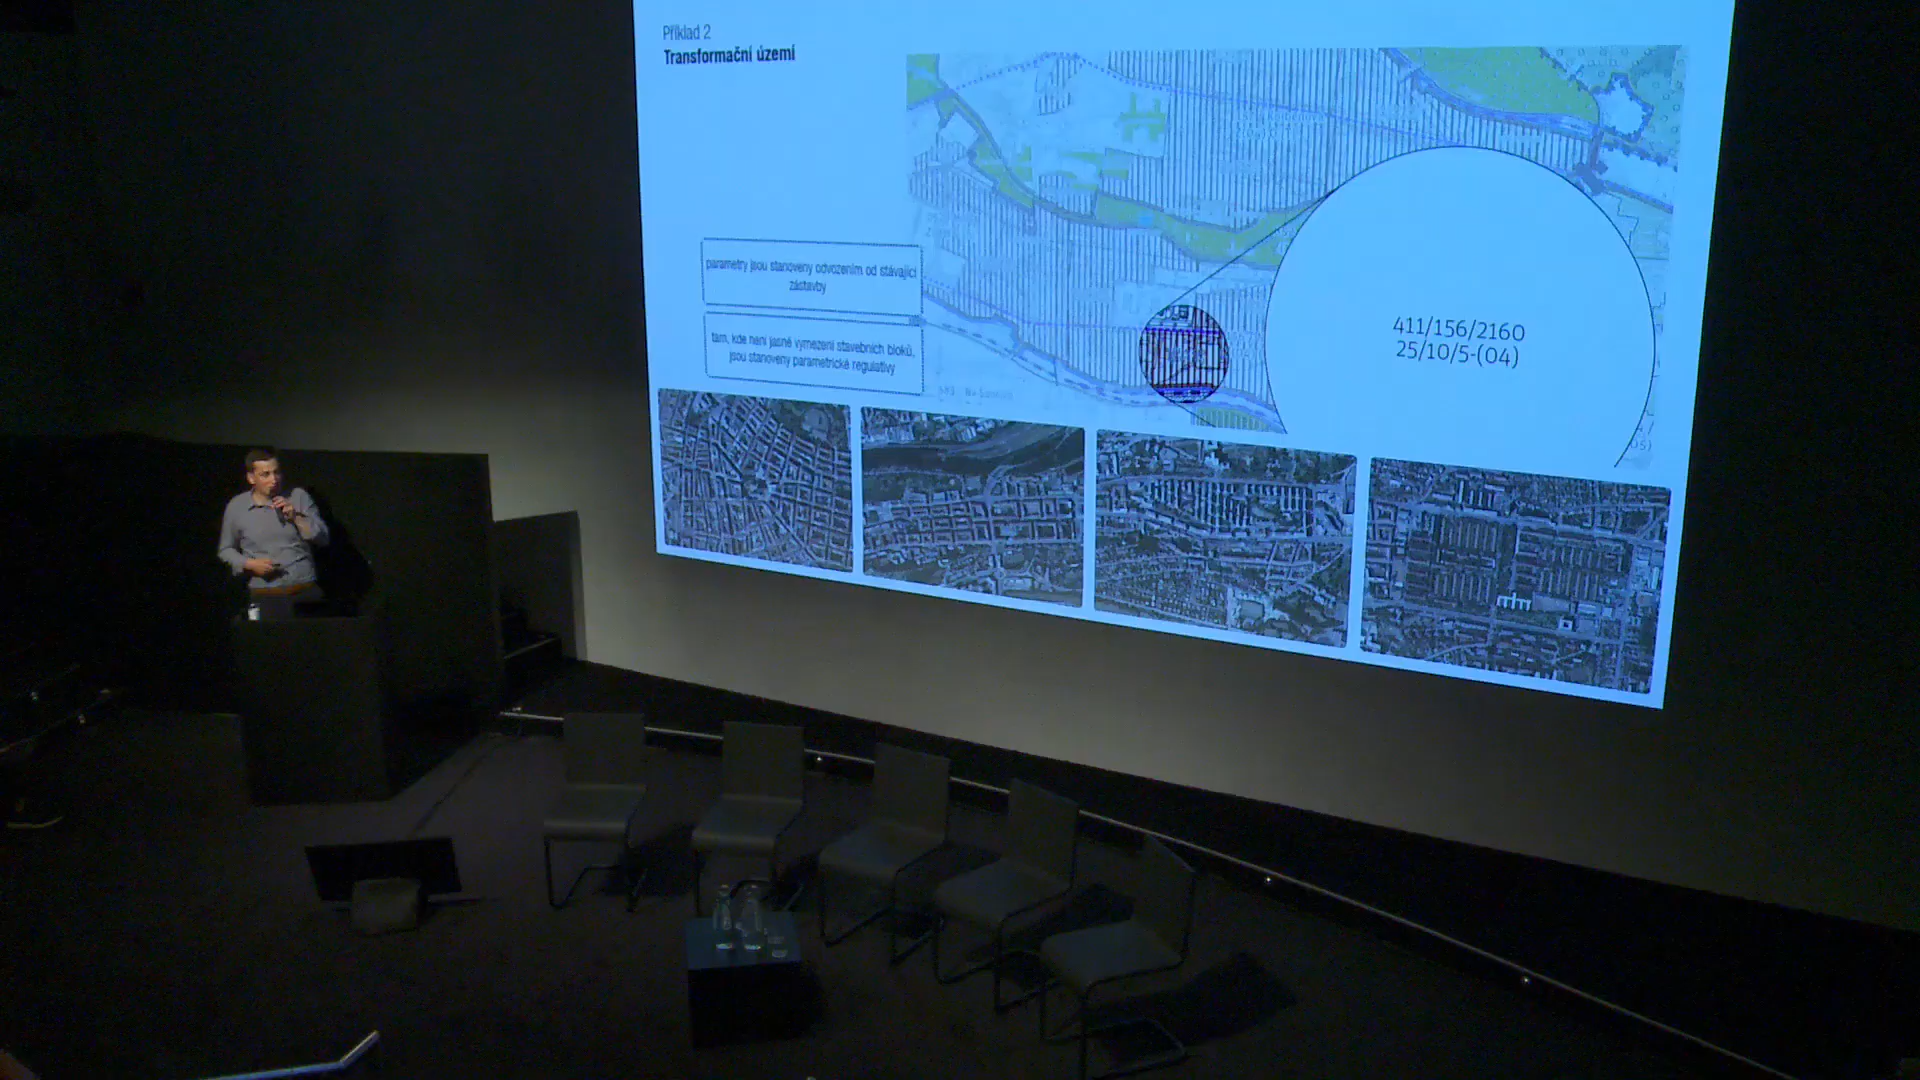 Příklad 2
Transformační území
parametry jsou stanoveny odvozením od stávající
zástavby
tam, kde není jasné vymezení stavebních bloků,
jsou stanoveny parametrické regulativy
411/156/2160
25/10/5-(04)